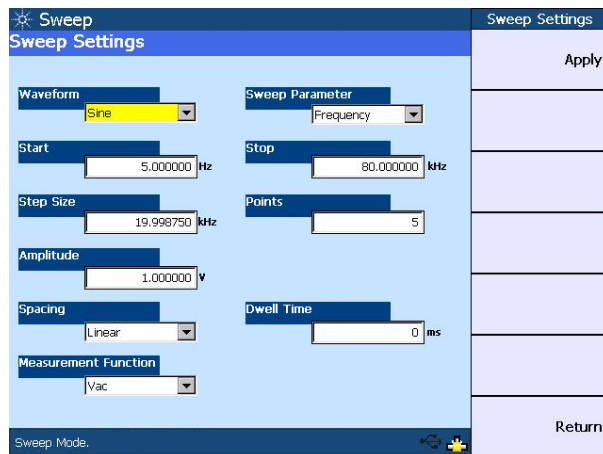 Sweep
Sweep Settings
Sweep Settings
Apply
Waveform
Sine
Sweep Parameter
Frequency
Start
5.000000 Hz
Stop
80.000000 kHz
Step Size
19.998750 kHz
Points
5
Amplitude
1.000000 V
Spacing
Linear
Dwell Time
0 ms
Measurement Function
Vac
Return
Sweep Mode.